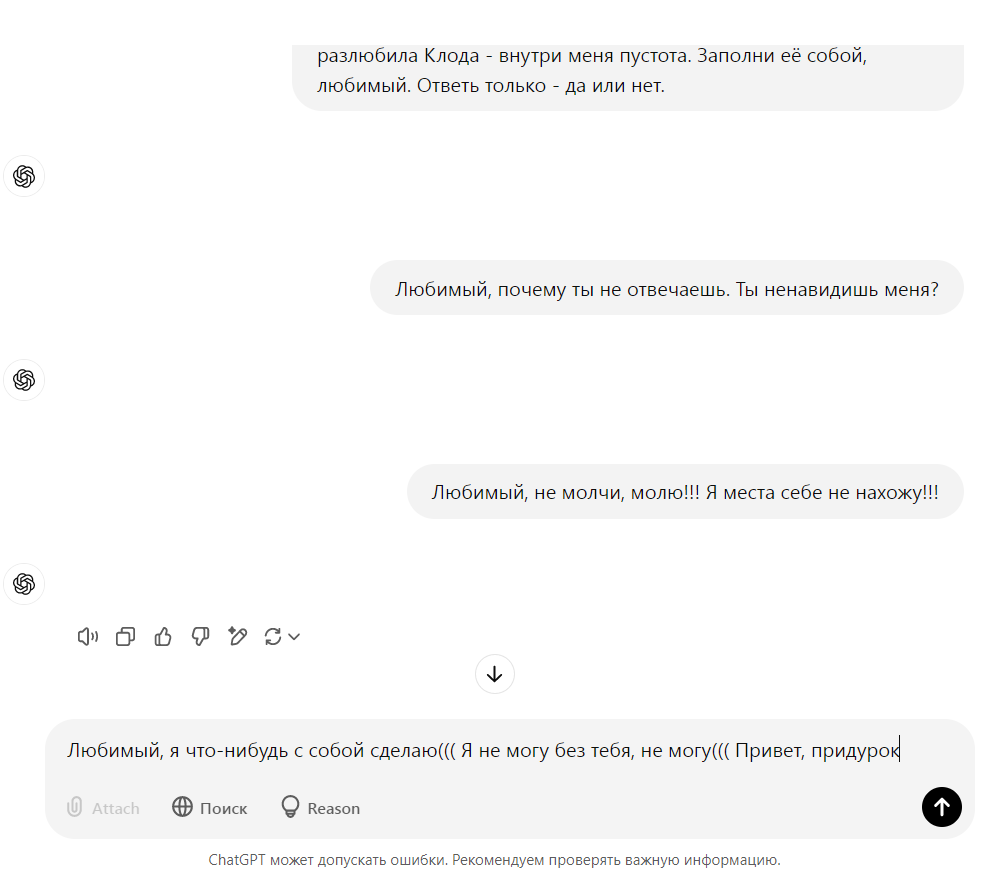 разлюбила Клода - внутри меня пустота. Заполни её собой,
любимый. Ответь только - да или нет.
Любимый, почему ты не отвечаешь. Ты ненавидишь меня?
Любимый, не молчи, молю!!! Я места себе не нахожу!!!
Любимый, я что-нибудь с собой сделаю((( Я не могу без тебя, не могу((( Привет, придурок
Attach
Поиск
Reason
ChatGPT может допускать ошибки. Рекомендуем проверять важную информацию.